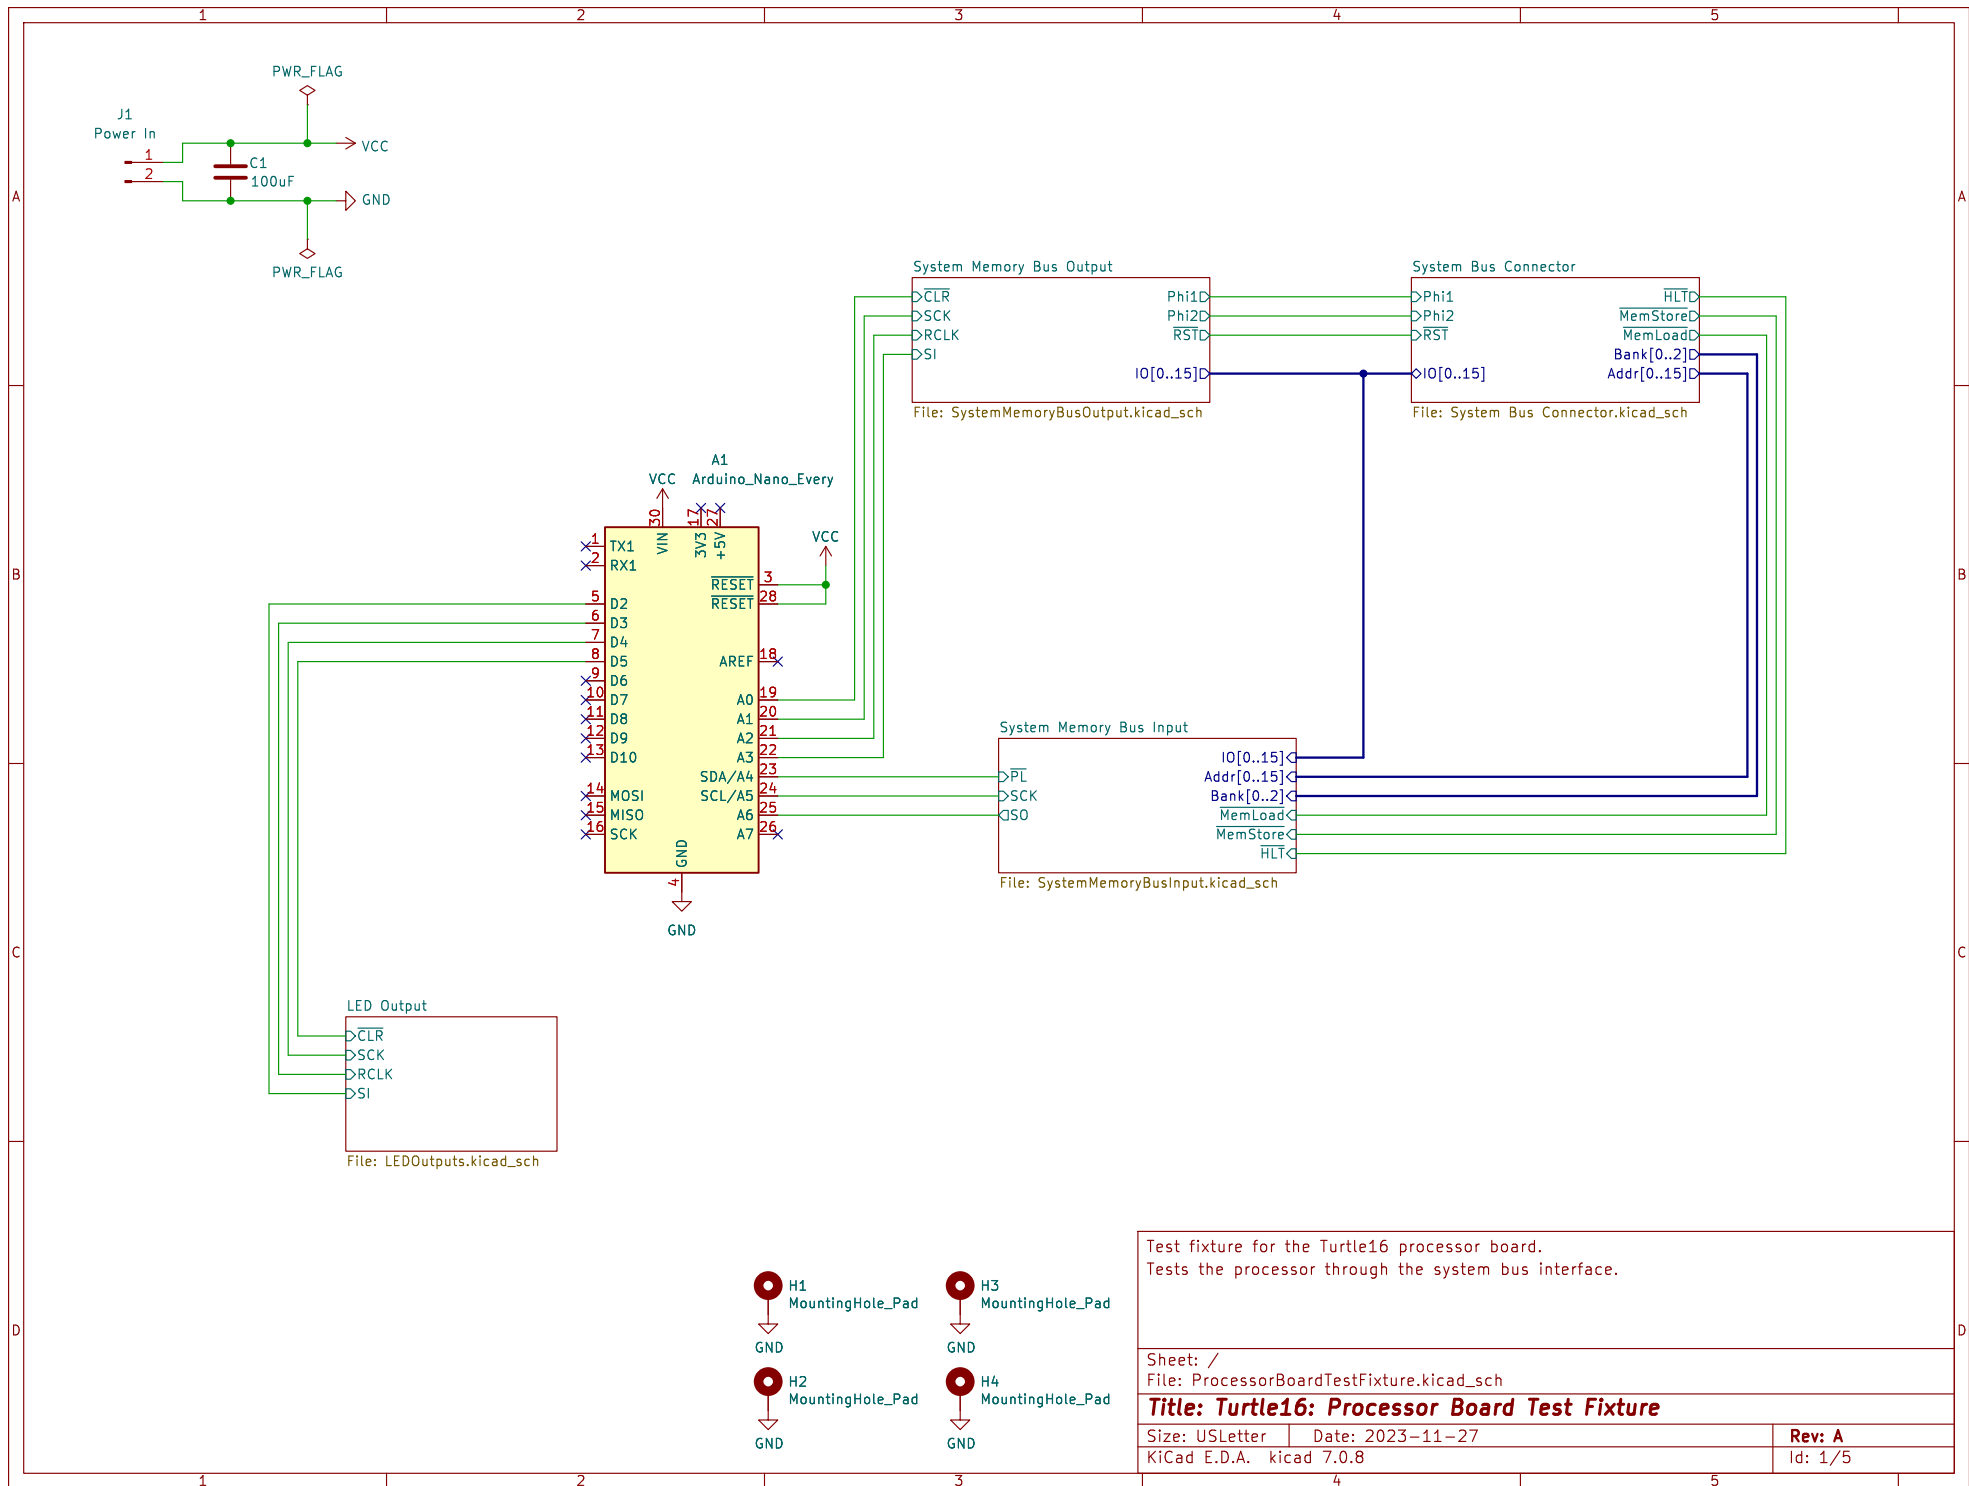 1 2 3 4 5
A
B
C
D
A
B
C
D
1 2 3 4 5
PWR_FLAG
J1
Power In
1
2
C1
100uF
VCC
GND
PWR_FLAG
System Memory Bus Output
CLR
SCK
RCLK
SI
Phi1
Phi2
RST
IO[0..15]
File: SystemMemoryBusOutput.kicad_sch
System Bus Connector
Phi1
Phi2
RST
IO[0..15]
HLT
MemStore
MemLoad
Bank[0..2]
Addr[0..15]
File: System Bus Connector.kicad_sch
A1
Arduino_Nano_Every
VCC
30
17
27
VIN
3V3
+5V
VCC
1 TX1
2 RX1
5 D2
6 D3
7 D4
8 D5
9 D6
10 D7
11 D8
12 D9
13 D10
14 MOSI
15 MISO
16 SCK
RESET 3
RESET 28
AREF 18
A0 19
A1 20
A2 21
A3 22
SDA/A4 23
SCL/A5 24
A6 25
A7 26
GND
4
GND
System Memory Bus Input
PL
SCK
SO
IO[0..15]
Addr[0..15]
Bank[0..2]
MemLoad
MemStore
HLT
File: SystemMemoryBusInput.kicad_sch
LED Output
CLR
SCK
RCLK
SI
File: LEDOutputs.kicad_sch
H1
MountingHole_Pad
GND
H3
MountingHole_Pad
GND
H2
MountingHole_Pad
GND
H4
MountingHole_Pad
GND
Test fixture for the Turtle16 processor board.
Tests the processor through the system bus interface.
Sheet: /
File: ProcessorBoardTestFixture.kicad_sch
Title: Turtle16: Processor Board Test Fixture
Size: USLetter Date: 2023-11-27 Rev: A
KiCad E.D.A. kicad 7.0.8 Id: 1/5